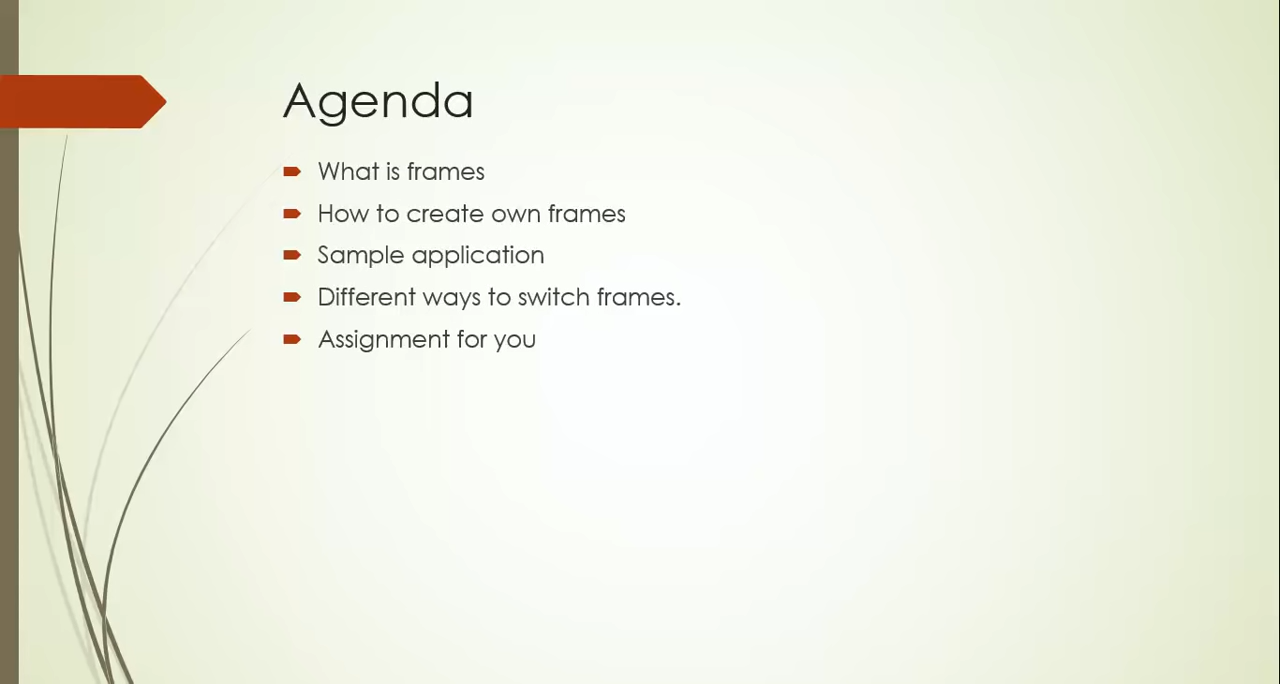 Agenda
What is frames
How to create own frames
Sample application
Different ways to switch frames.
Assignment for you